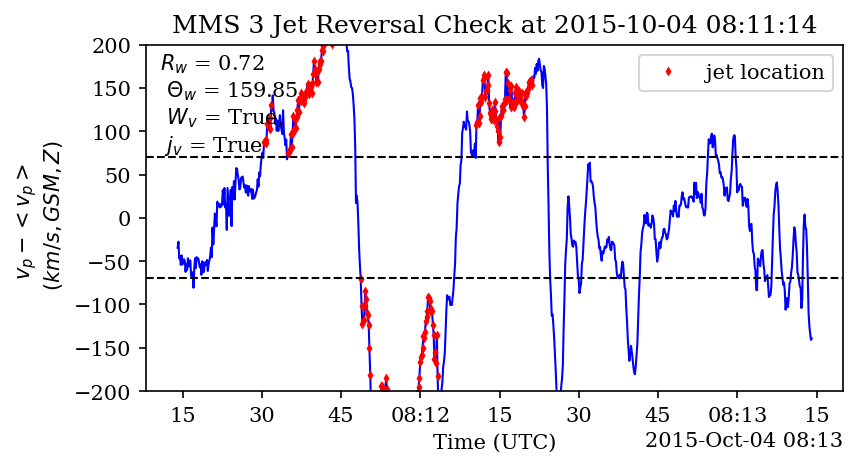 MMS 3 Jet Reversal Check at 2015-10-04 08:11:14
R_w = 0.72
Θ_w = 159.85
W_v = True
j_v = True
jet location
v_p − <v_p>
(km/s, GSM, Z)
200
150
100
50
0
−50
−100
−150
−200
15 30 45 08:12 15 30 45 08:13 15
Time (UTC)
2015-Oct-04 08:13